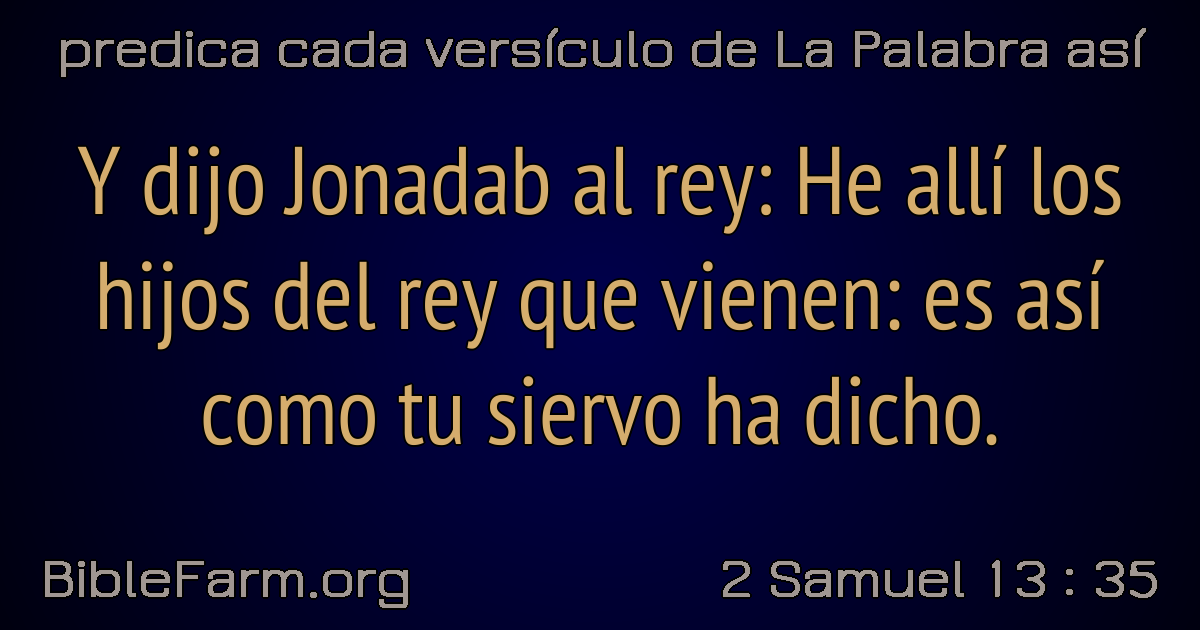 predica cada versículo de La Palabra así
Y dijo Jonadab al rey: He allí los
hijos del rey que vienen: es así
como tu siervo ha dicho.
BibleFarm.org
2 Samuel 13 : 35